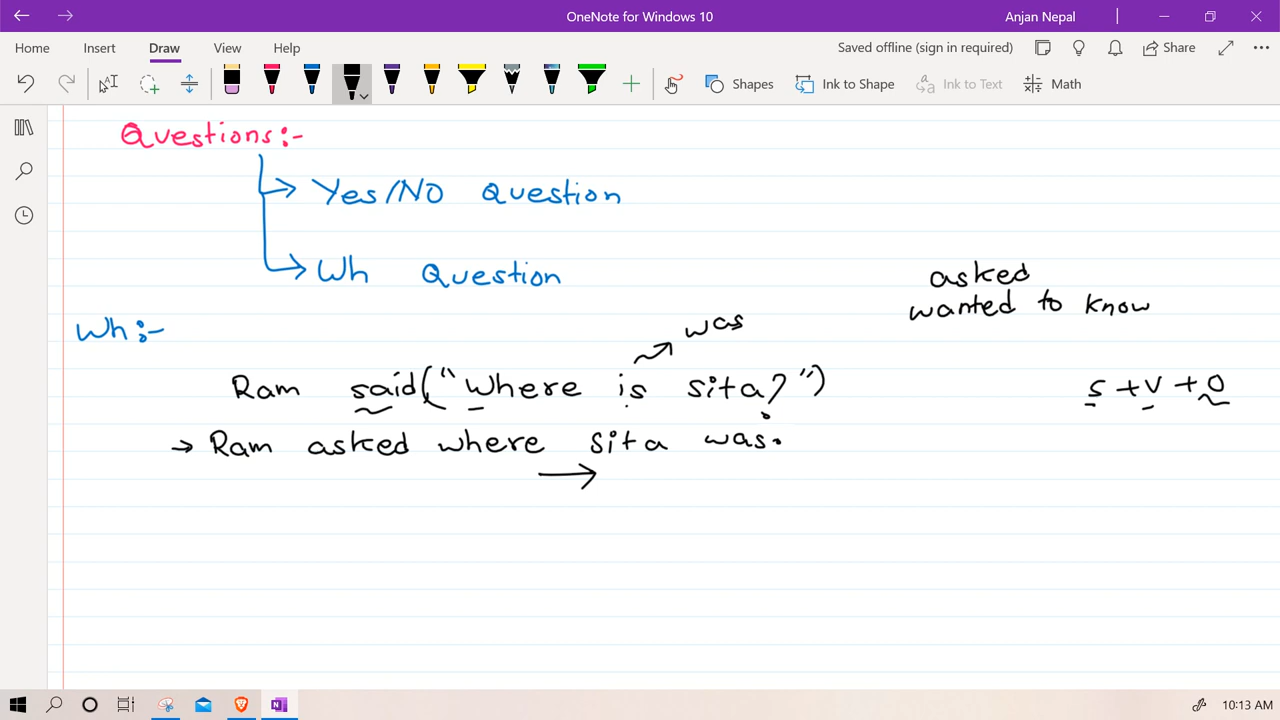 OneNote for Windows 10
Anjan Nepal
Home Insert Draw View Help
Saved offline (sign in required)
Share
Shapes
Ink to Shape
Ink to Text
Math
Questions:-
Yes/NO Question
Wh Question
asked
wanted to know
Wh:-
was
Ram said("Where is sita?")
S+V+O
→ Ram asked where sita was.
10:13 AM